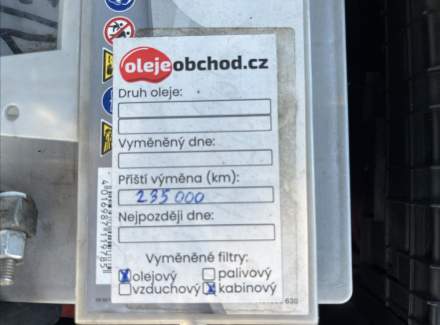 olejeobchod.cz
Druh oleje:
Vyměněný dne:
Příští výměna (km):
235 000
Nejpozději dne:
Vyměněné filtry:
olejový palivový
vzduchový kabinový